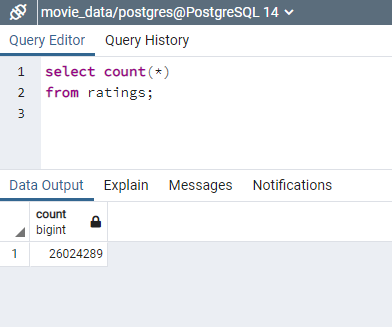 movie_data/postgres@PostgreSQL 14
Query Editor Query History
1 select count(*)
2 from ratings;
3
Data Output Explain Messages Notifications
count
bigint
1 26024289